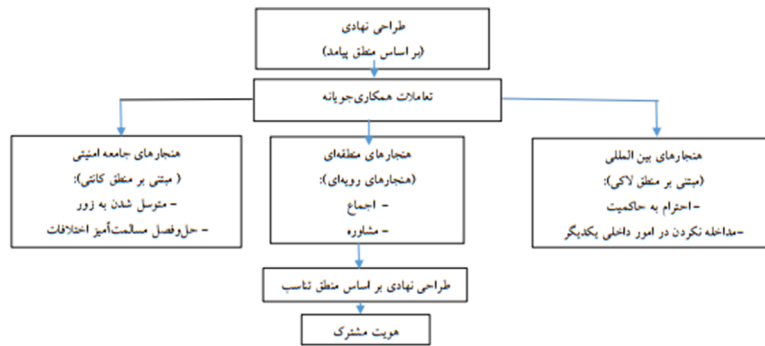 طراحی نهادی
(بر اساس منطق پیامد)
تعاملات همکاری‌جویانه
هنجارهای بین المللی
(مبتنی بر منطق لاکی):
-احترام به حاکمیت
-مداخله نکردن در امور داخلی یکدیگر
هنجارهای منطقه‌ای
(هنجارهای رویه‌ای):
- اجماع
- مشاوره
هنجارهای جامعه امنیتی
( مبتنی بر منطق کانتی):
- متوسل شدن به زور
- حل‌وفصل مسالمت‌آمیز اختلافات
طراحی نهادی بر اساس منطق تناسب
هویت مشترک